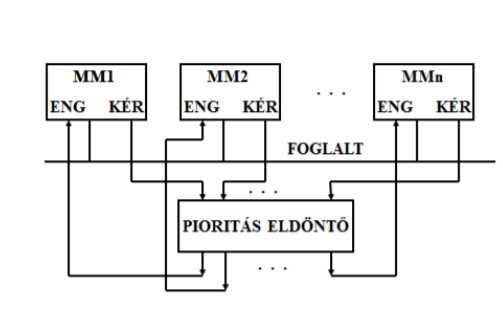 MM1 MM2 . . . MMn
ENG KÉR ENG KÉR ENG KÉR
FOGLALT
. . .
PIORITÁS ELDÖNTŐ
. . .